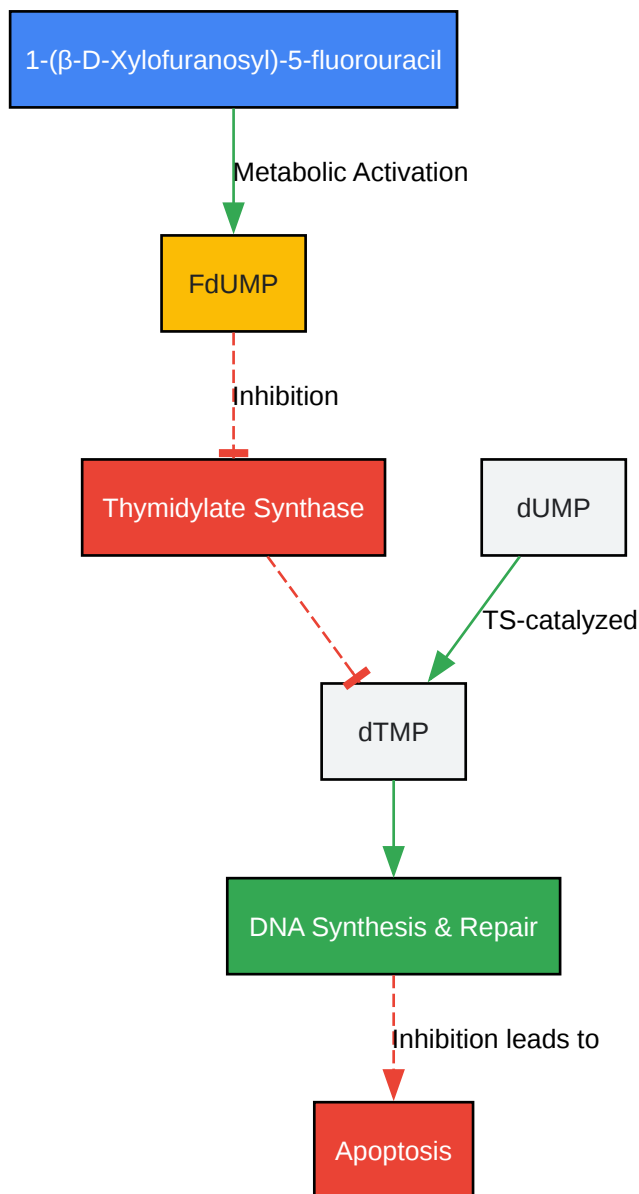 1-(β-D-Xylofuranosyl)-5-fluorouracil
Metabolic Activation
FdUMP
Inhibition
Thymidylate Synthase
dUMP
TS-catalyzed
dTMP
DNA Synthesis & Repair
Inhibition leads to
Apoptosis